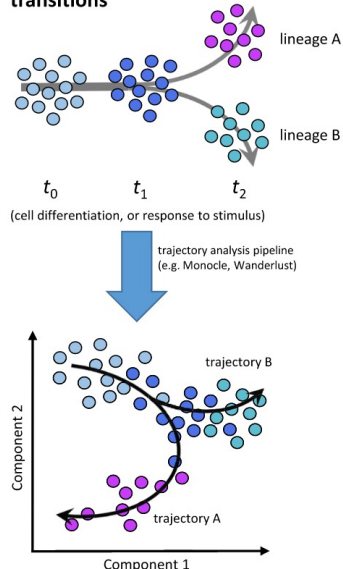 transitions
lineage A
lineage B
t0 t1 t2
(cell differentiation, or response to stimulus)
trajectory analysis pipeline
(e.g. Monocle, Wanderlust)
trajectory B
Component 2
trajectory A
Component 1